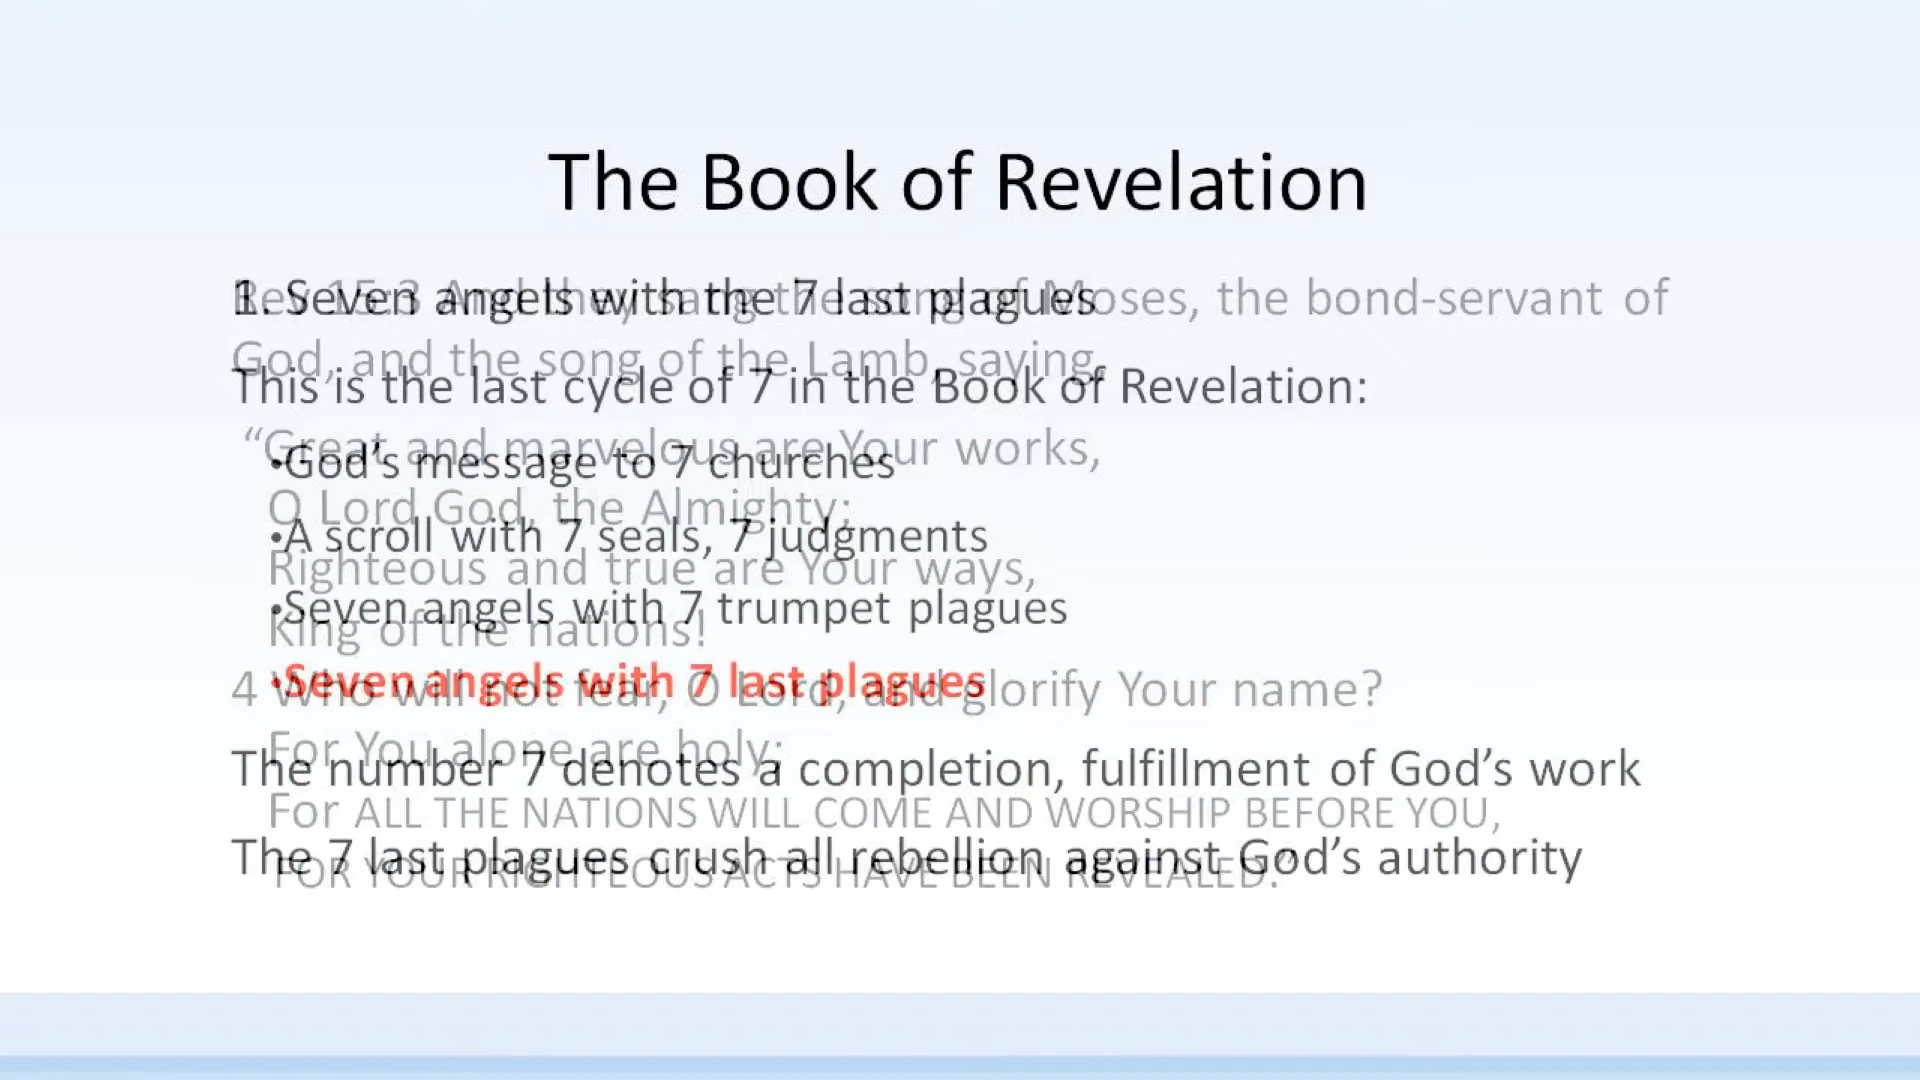 The Book of Revelation
1. Seven angels with the 7 last plagues
This is the last cycle of 7 in the Book of Revelation:
•God’s message to 7 churches
•A scroll with 7 seals, 7 judgments
•Seven angels with 7 trumpet plagues
•Seven angels with 7 last plagues
The number 7 denotes a completion, fulfillment of God’s work
The 7 last plagues crush all rebellion against God’s authority
Rev 15:3 And they sang the song of Moses, the bond-servant of
God, and the song of the Lamb, saying,
“Great and marvelous are Your works,
O Lord God, the Almighty;
Righteous and true are Your ways,
King of the nations!
4 Who will not fear, O Lord, and glorify Your name?
For You alone are holy;
For ALL THE NATIONS WILL COME AND WORSHIP BEFORE YOU,
FOR YOUR RIGHTEOUS ACTS HAVE BEEN REVEALED.”